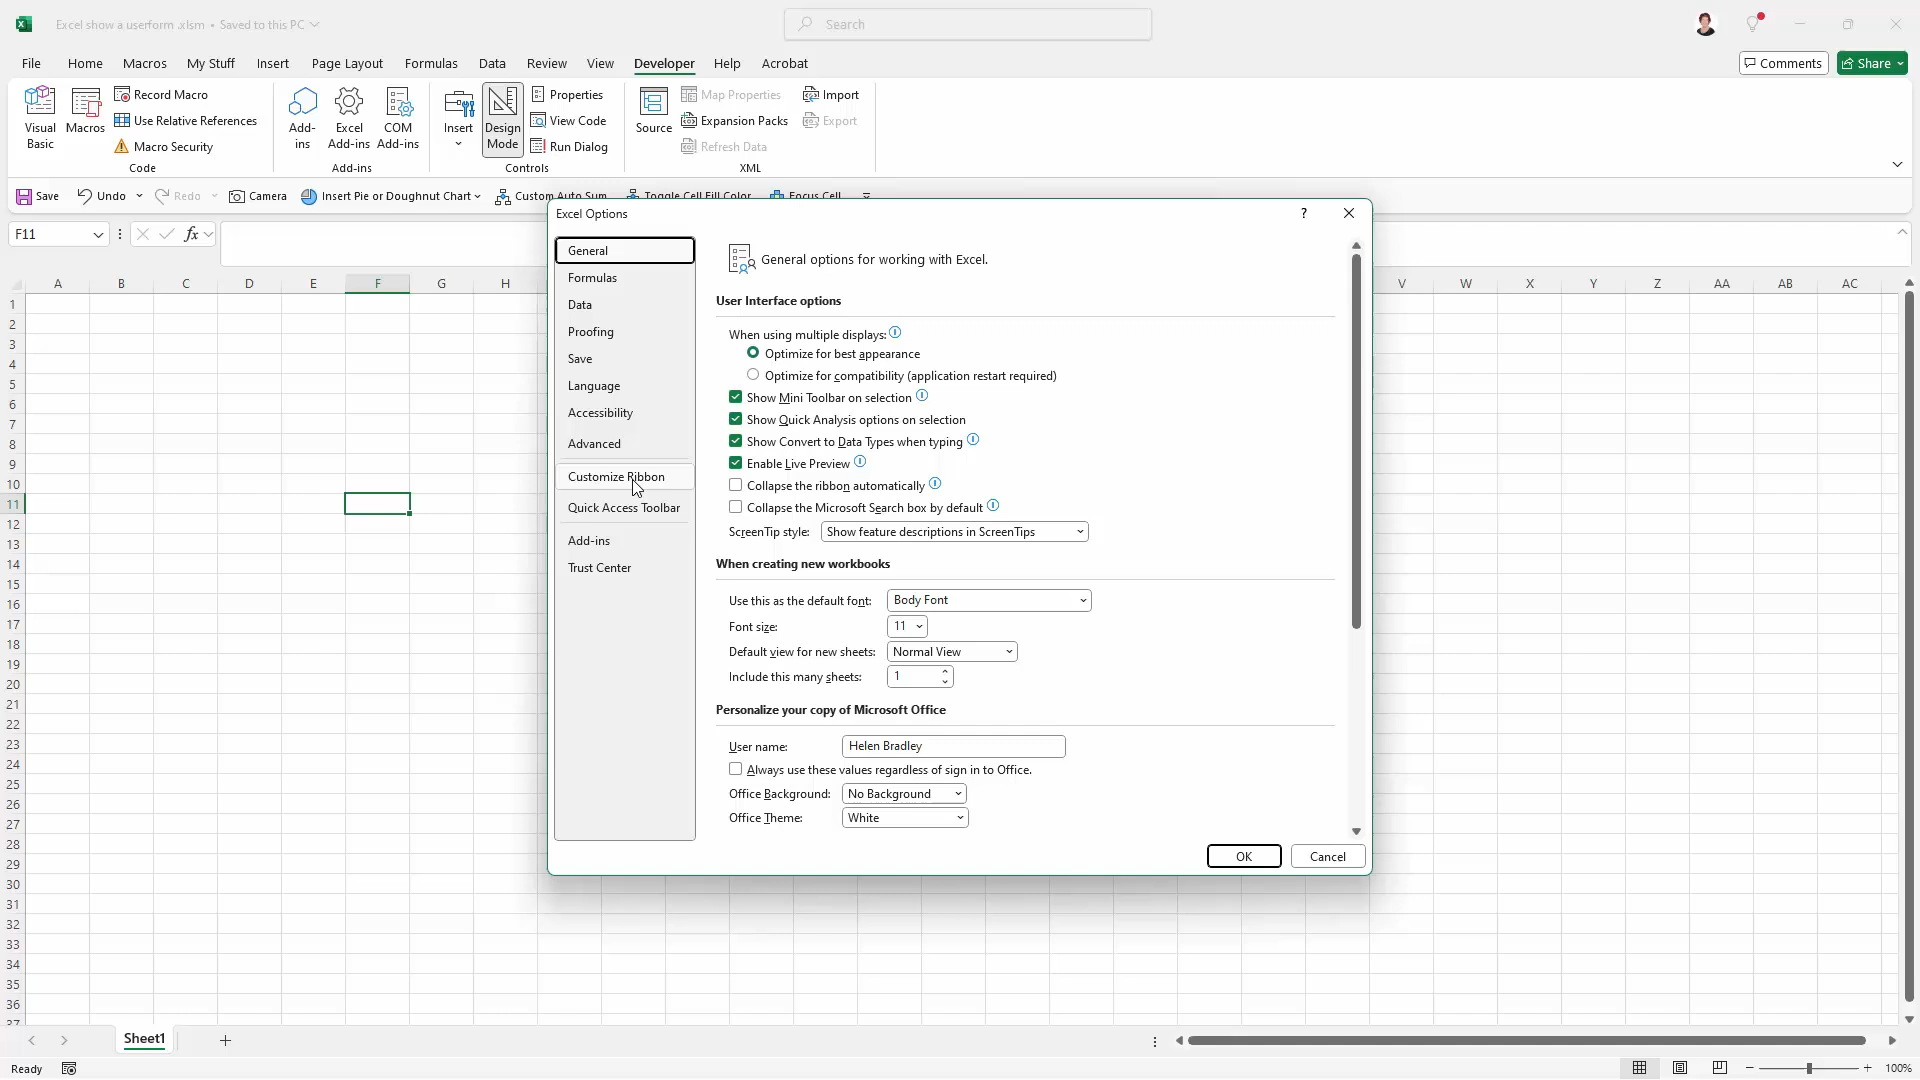 Excel show a userform .xlsm • Saved to this PC
Search
File Home Macros My Stuff Insert Page Layout Formulas Data Review View Developer Help Acrobat
Comments Share
Visual Basic
Macros
Record Macro
Use Relative References
Macro Security
Code
Add-ins
Excel Add-ins
COM Add-ins
Add-ins
Insert
Design Mode
Properties
View Code
Run Dialog
Controls
Source
Map Properties
Expansion Packs
Refresh Data
Import
Export
XML
Save Undo Redo Camera Insert Pie or Doughnut Chart Custom Auto Sum Toggle Cell Fill Color Focus Cell
F11
fx
A B C D E F G H V W X Y Z AA AB AC
1
2
3
4
5
6
7
8
9
10
11
12
13
14
15
16
17
18
19
20
21
22
23
24
25
26
27
28
29
30
31
32
33
34
35
36
37
Excel Options
?
General
Formulas
Data
Proofing
Save
Language
Accessibility
Advanced
Customize Ribbon
Quick Access Toolbar
Add-ins
Trust Center
General options for working with Excel.
User Interface options
When using multiple displays:
Optimize for best appearance
Optimize for compatibility (application restart required)
Show Mini Toolbar on selection
Show Quick Analysis options on selection
Show Convert to Data Types when typing
Enable Live Preview
Collapse the ribbon automatically
Collapse the Microsoft Search box by default
ScreenTip style: Show feature descriptions in ScreenTips
When creating new workbooks
Use this as the default font: Body Font
Font size: 11
Default view for new sheets: Normal View
Include this many sheets: 1
Personalize your copy of Microsoft Office
User name: Helen Bradley
Always use these values regardless of sign in to Office.
Office Background: No Background
Office Theme: White
OK Cancel
Sheet1
Ready
100%